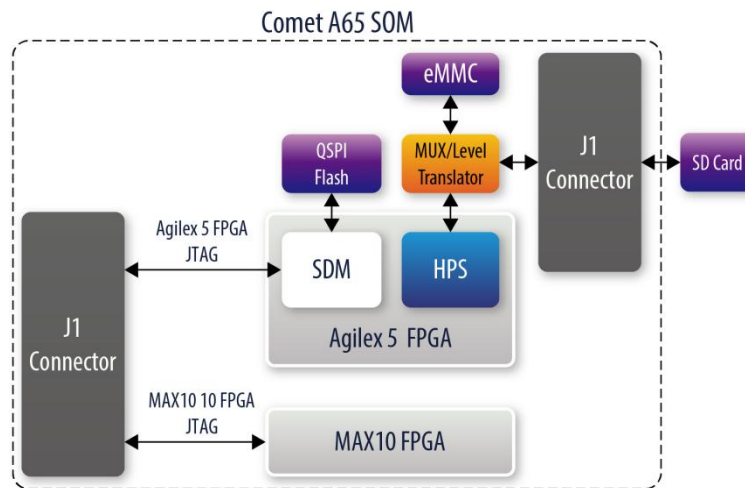 Comet A65 SOM
eMMC
QSPI
Flash
MUX/Level
Translator
J1
Connector
SD Card
Agilex 5 FPGA
JTAG
SDM
HPS
J1
Connector
Agilex 5 FPGA
MAX10 10 FPGA
JTAG
MAX10 FPGA